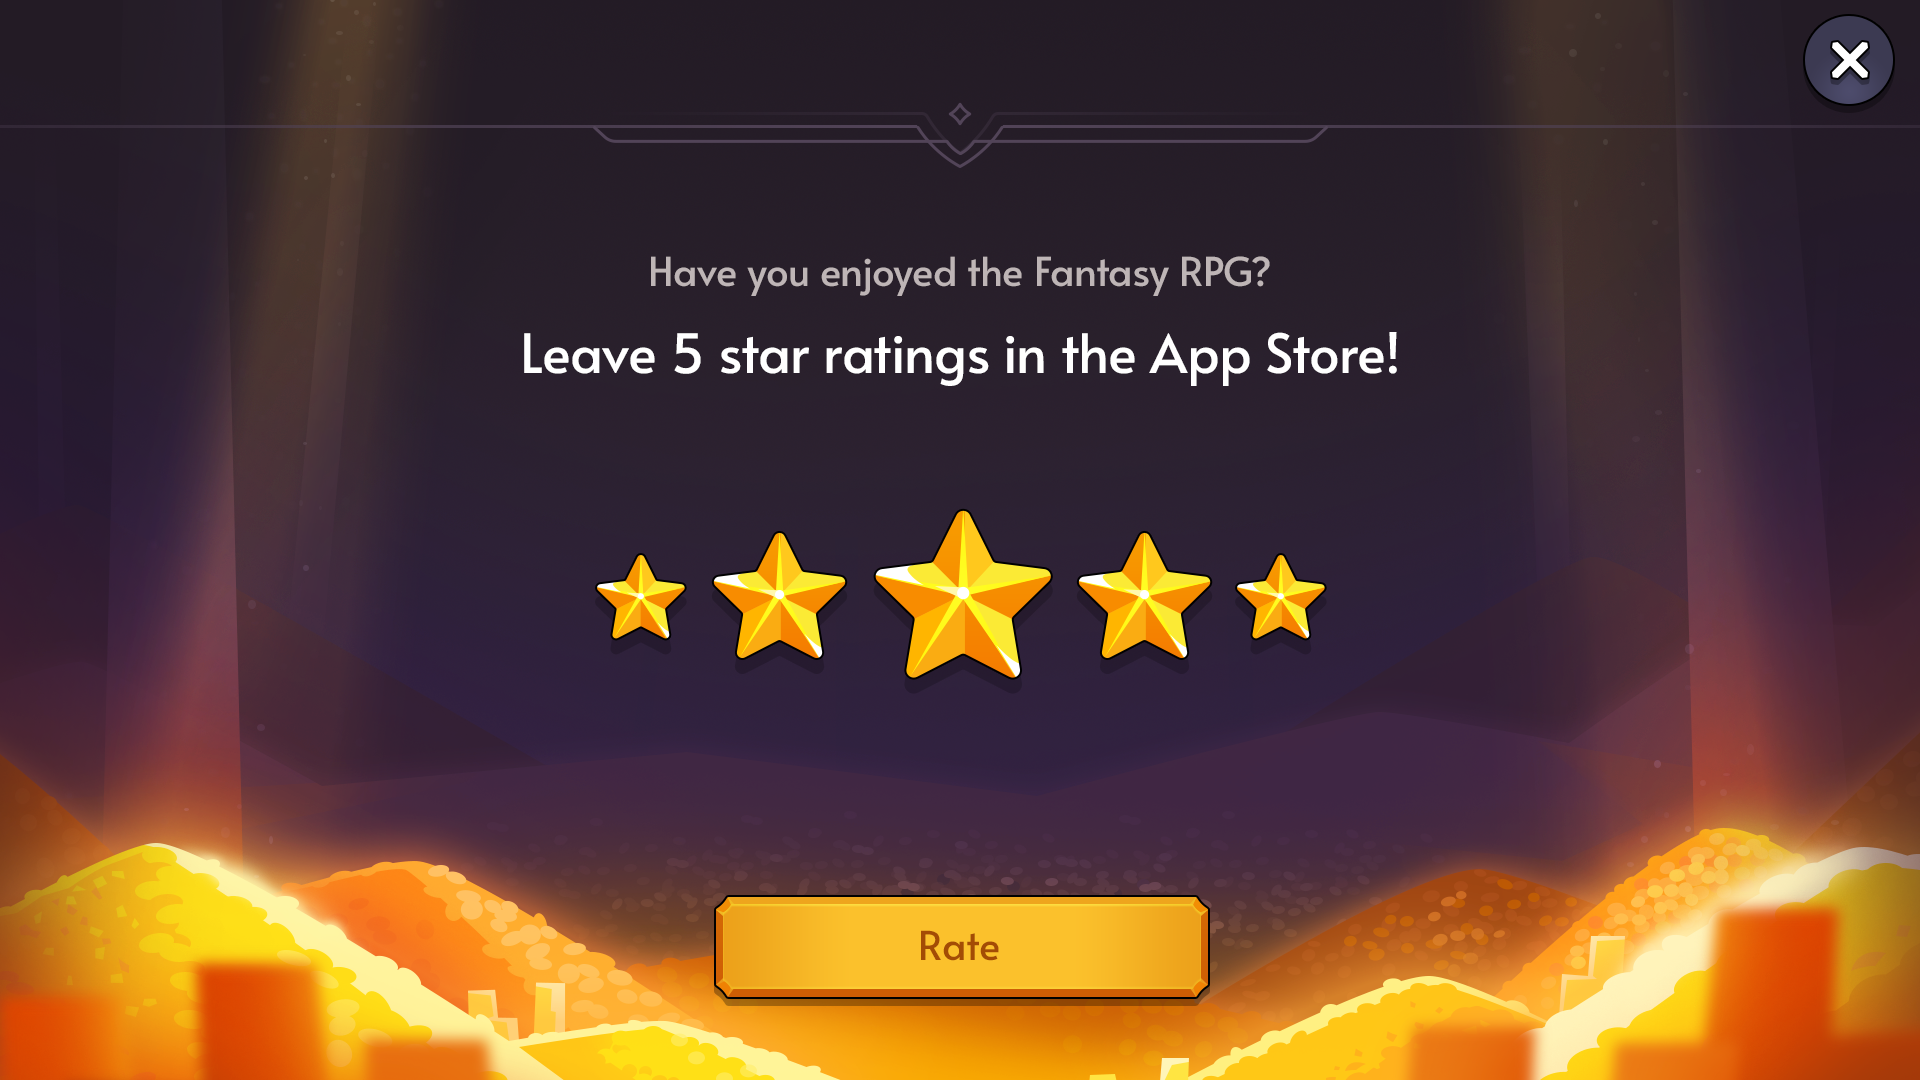 Have you enjoyed the Fantasy RPG?
Leave 5 star ratings in the App Store!
Rate